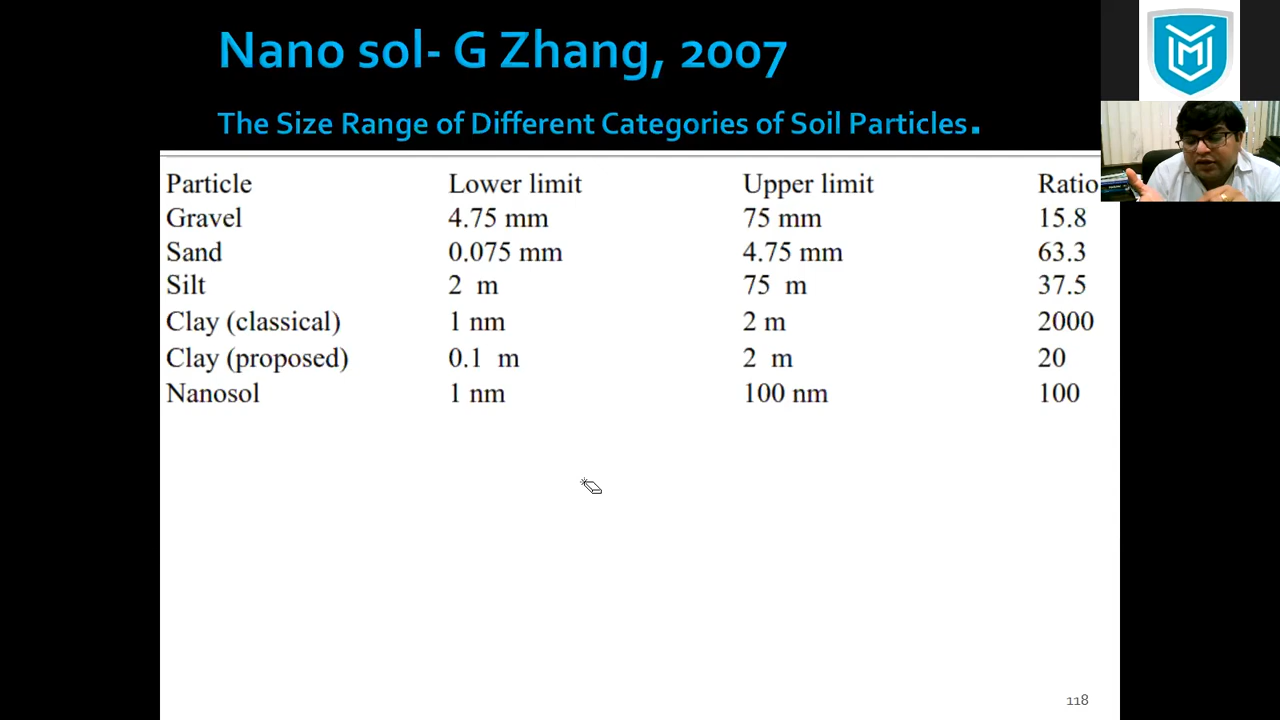 Nano sol- G Zhang, 2007
The Size Range of Different Categories of Soil Particles.
Particle Lower limit Upper limit Ratio
Gravel 4.75 mm 75 mm 15.8
Sand 0.075 mm 4.75 mm 63.3
Silt 2 m 75 m 37.5
Clay (classical) 1 nm 2 m 2000
Clay (proposed) 0.1 m 2 m 20
Nanosol 1 nm 100 nm 100
118